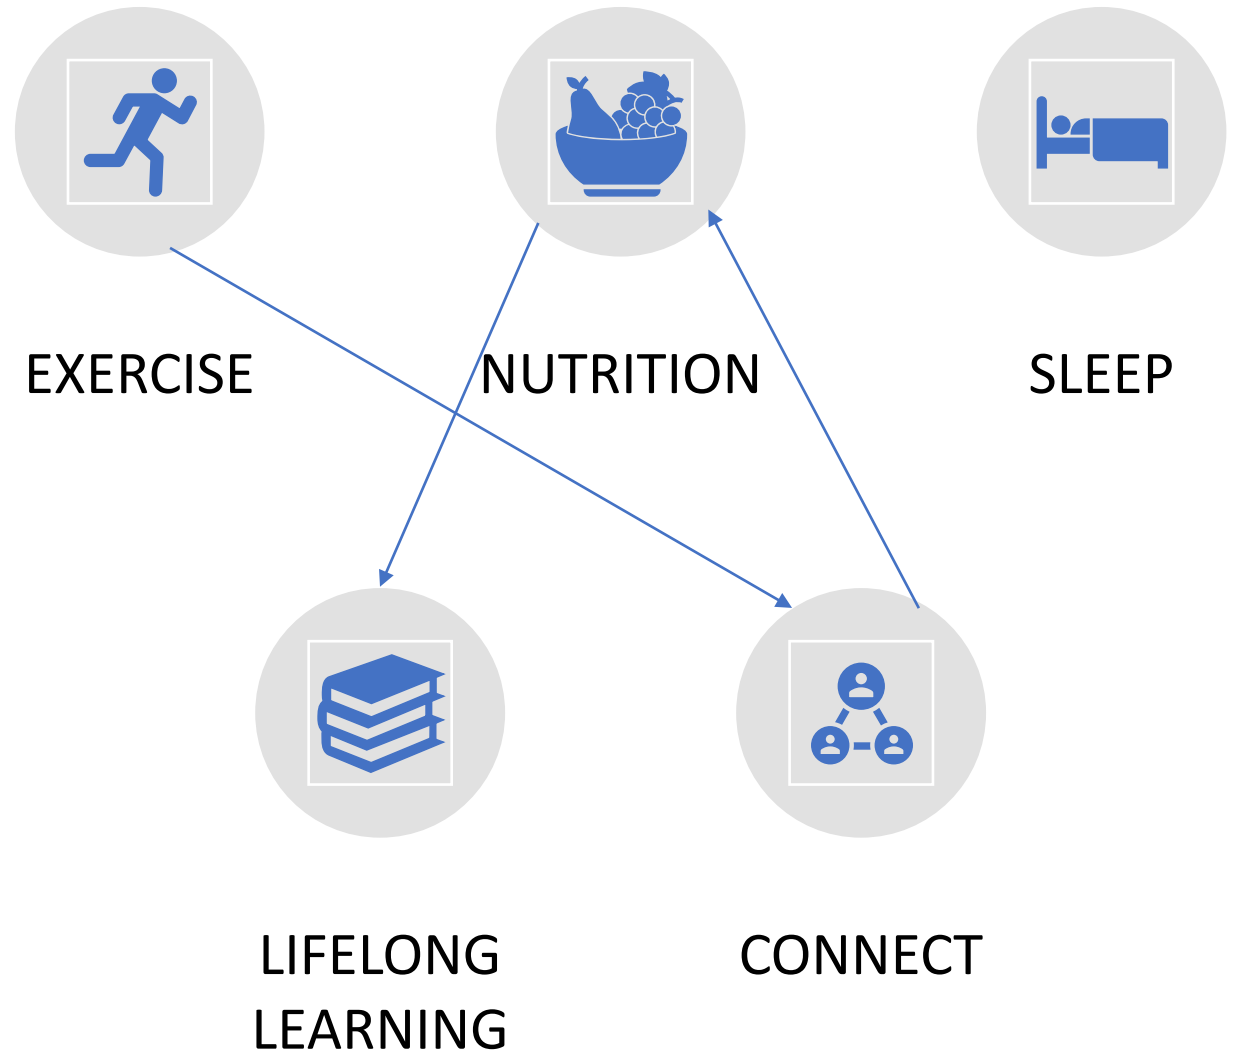 EXERCISE
NUTRITION
SLEEP
LIFELONG
LEARNING
CONNECT